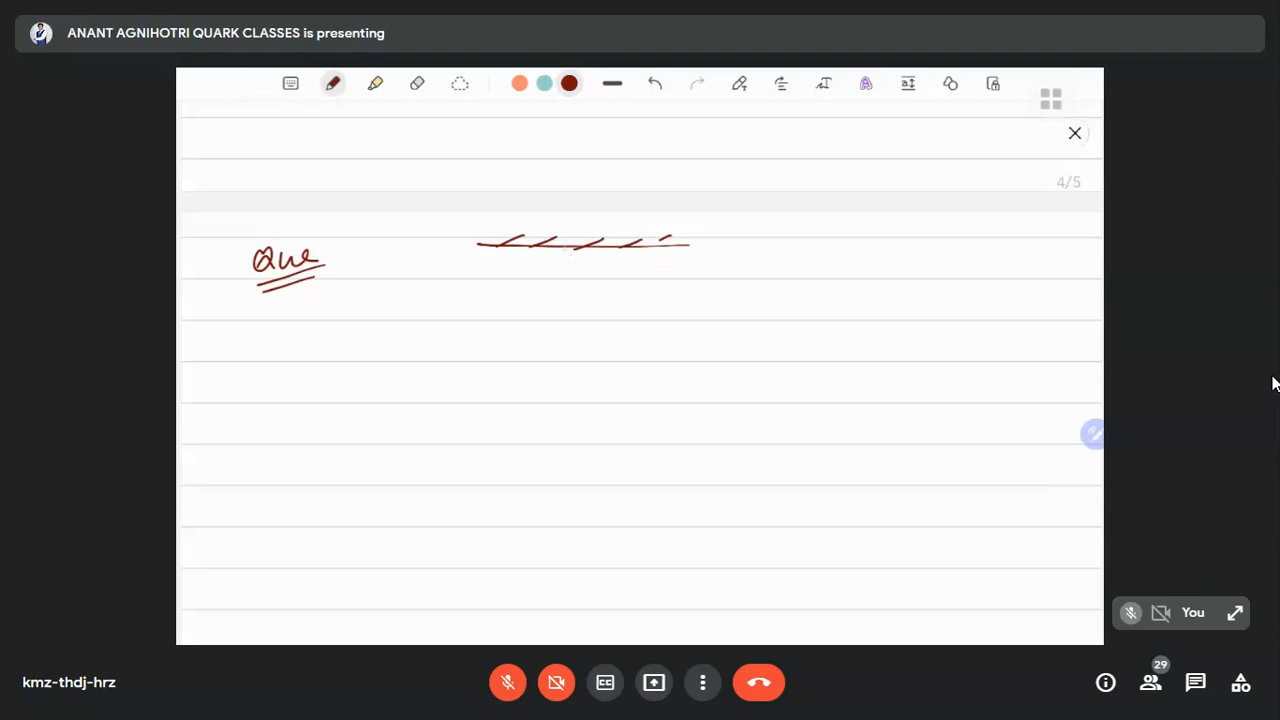 ANANT AGNIHOTRI QUARK CLASSES is presenting
4/5
Que
You
kmz-thdj-hrz
29